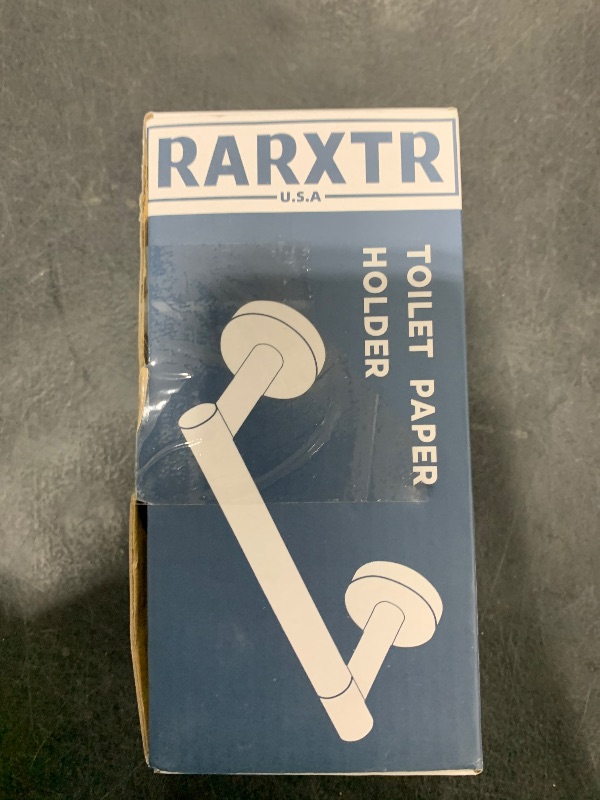 RARXTR
U.S.A
TOILET PAPER
HOLDER